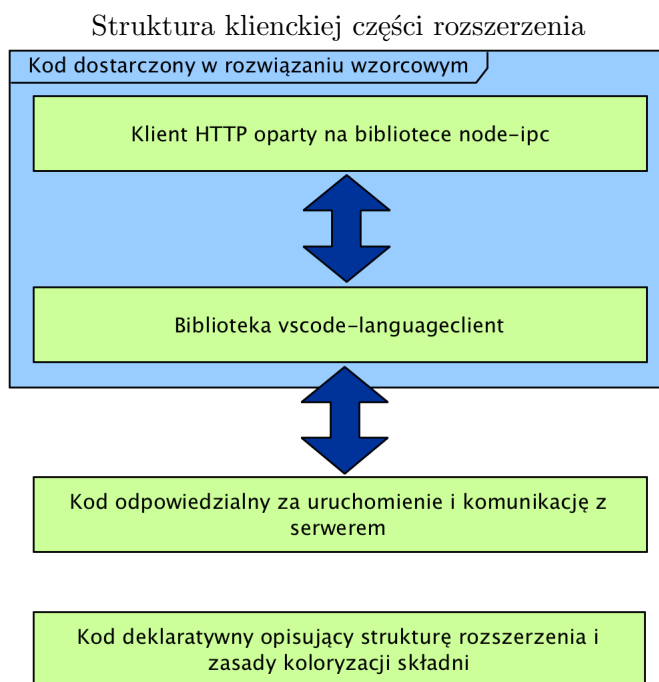 Struktura klienckiej części rozszerzenia
Kod dostarczony w rozwiązaniu wzorcowym
Klient HTTP oparty na bibliotece node-ipc
Biblioteka vscode-languageclient
Kod odpowiedzialny za uruchomienie i komunikację z
serwerem
Kod deklaratywny opisujący strukturę rozszerzenia i
zasady koloryzacji składni